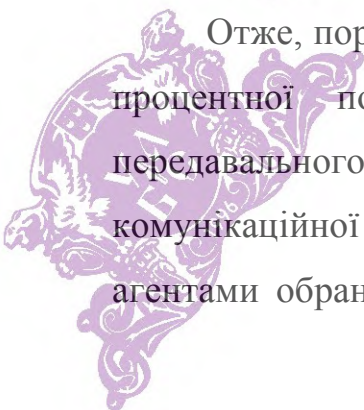 Отже, пор
процентної по
передавального
комунікаційної
агентами обран